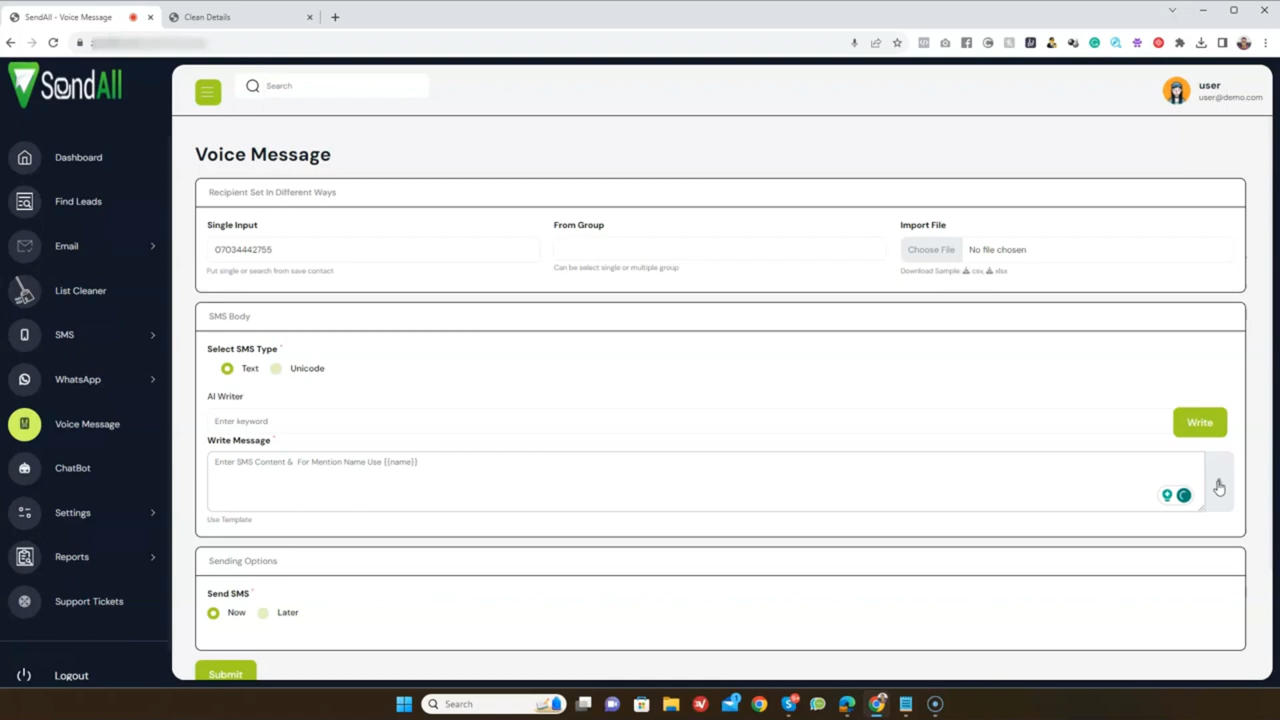 SendAll - Voice Message
Clean Details
SendAll
Search
user
user@demo.com
Dashboard
Find Leads
Email
List Cleaner
SMS
WhatsApp
Voice Message
ChatBot
Settings
Reports
Support Tickets
Logout
Voice Message
Recipient Set In Different Ways
Single Input
From Group
Import File
07034442755
Choose File No file chosen
Put single or search from save contact
Can be select single or multiple group
Download Sample: csv, xlsx
SMS Body
Select SMS Type *
Text Unicode
AI Writer
Enter keyword
Write
Write Message *
Enter SMS Content & For Mention Name Use {{name}}
Use Template
Sending Options
Send SMS *
Now Later
Submit
Search